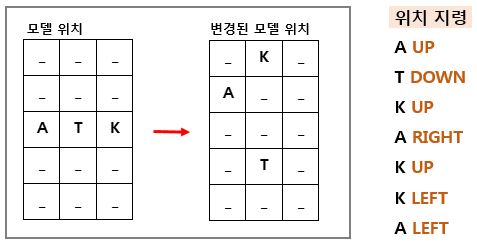 모델 위치
_ _ _
_ _ _
A T K
_ _ _
_ _ _
변경된 모델 위치
_ K _
A _ _
_ _ _
_ T _
_ _ _
위치 지령
A UP
T DOWN
K UP
A RIGHT
K UP
K LEFT
A LEFT